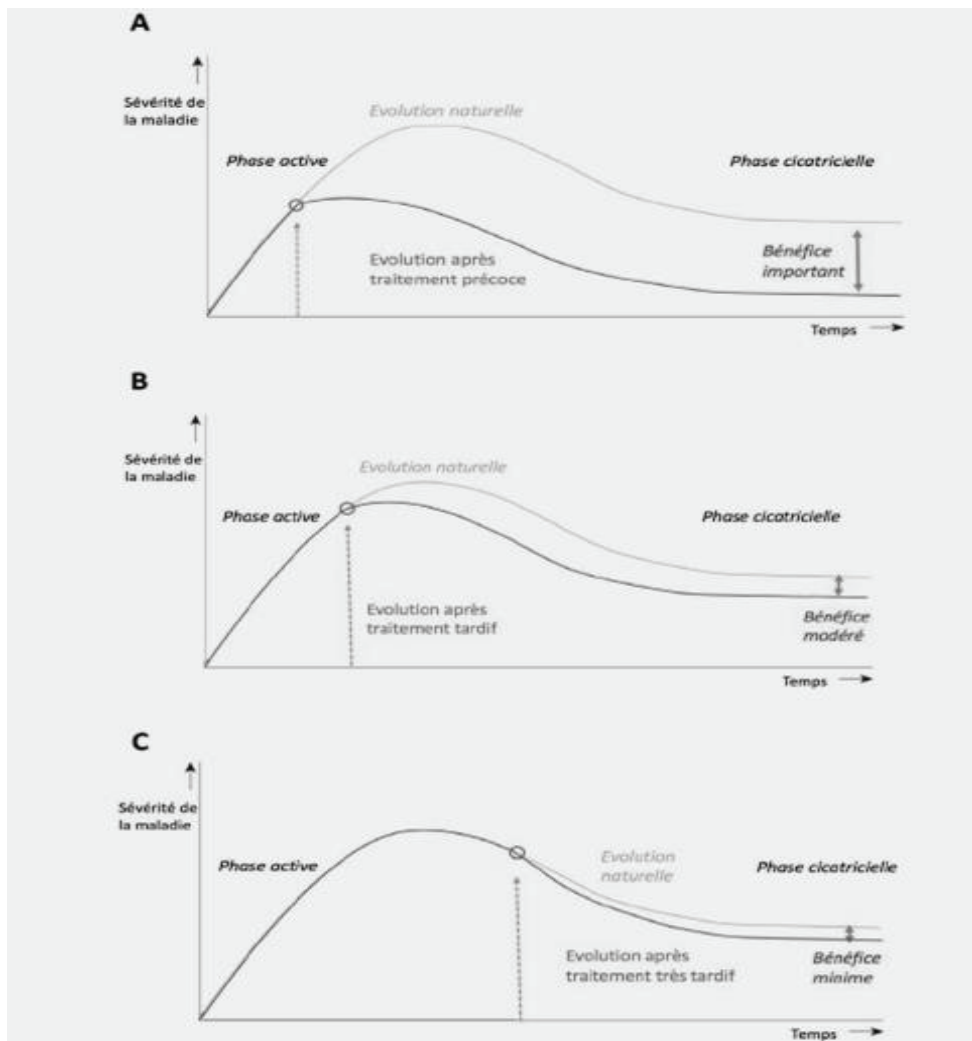 A
Sévérité de
la maladie
Evolution naturelle
Phase active
Phase cicatricielle
Evolution après
traitement précoce
Bénéfice
important
Temps
B
Sévérité de
la maladie
Evolution naturelle
Phase active
Phase cicatricielle
Evolution après
traitement tardif
Bénéfice
modéré
Temps
C
Sévérité de
la maladie
Phase active
Evolution
naturelle
Phase cicatricielle
Evolution après
traitement très tardif
Bénéfice
minime
Temps